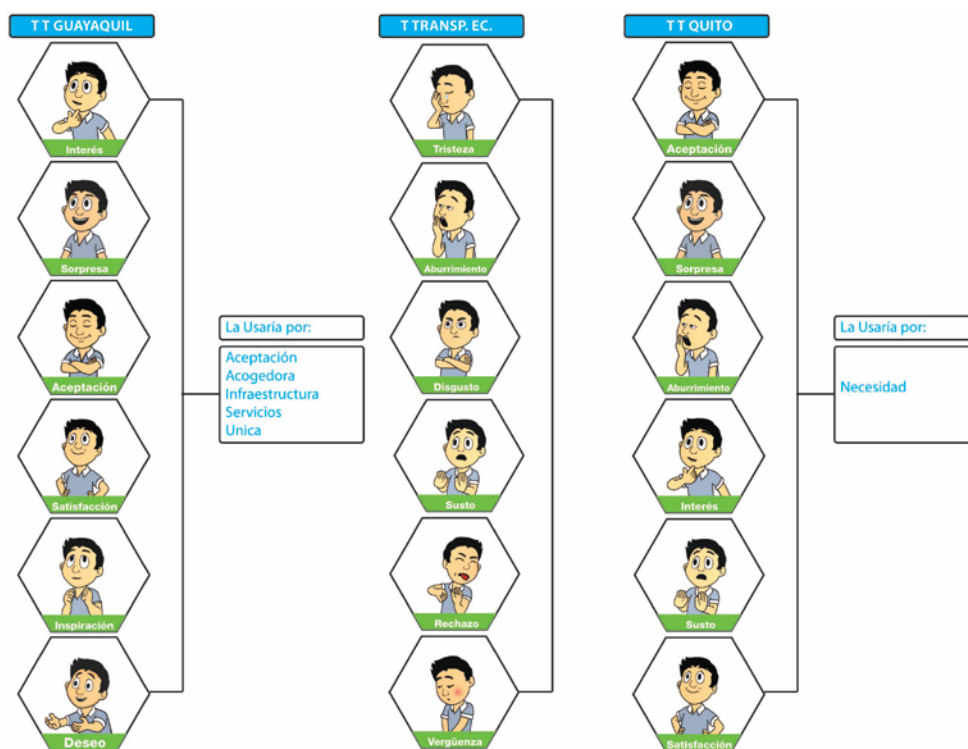 T T GUAYAQUIL
Interés
Sorpresa
Aceptación
Satisfacción
Inspiración
Deseo
La Usaría por:
Aceptación
Acogedora
Infraestructura
Servicios
Unica
T TRANSP. EC.
Tristeza
Aburrimiento
Disgusto
Susto
Rechazo
Vergüenza
T T QUITO
Aceptación
Sorpresa
Aburrimiento
Interés
Susto
Satisfacción
La Usaría por:
Necesidad